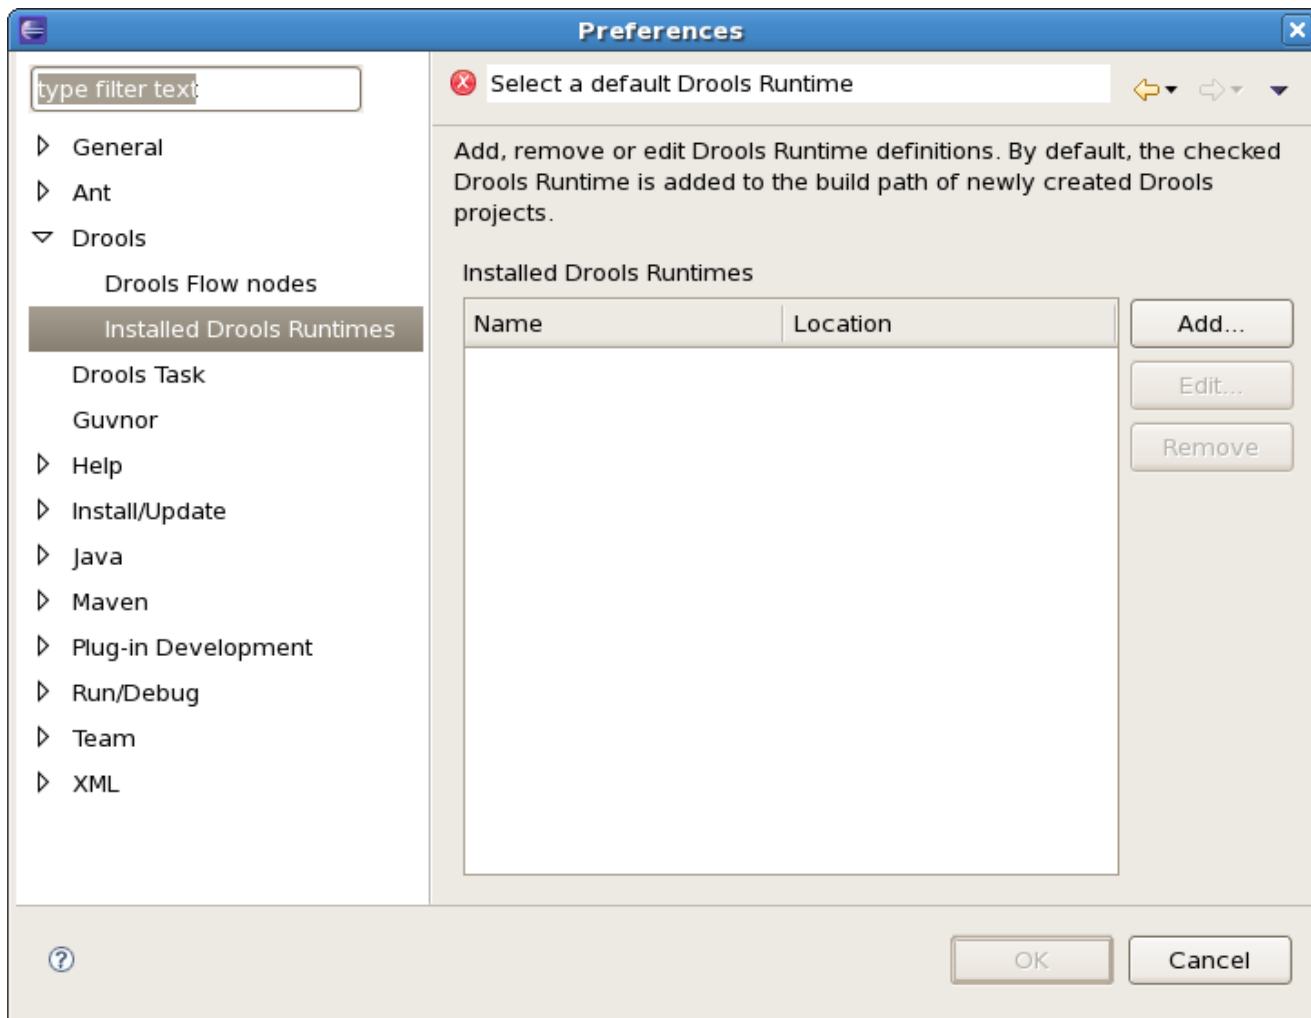 Preferences
type filter text
General
Ant
Drools
Drools Flow nodes
Installed Drools Runtimes
Drools Task
Guvnor
Help
Install/Update
Java
Maven
Plug-in Development
Run/Debug
Team
XML
Select a default Drools Runtime
Add, remove or edit Drools Runtime definitions. By default, the checked
Drools Runtime is added to the build path of newly created Drools
projects.
Installed Drools Runtimes
Name Location
Add...
Edit...
Remove
OK Cancel